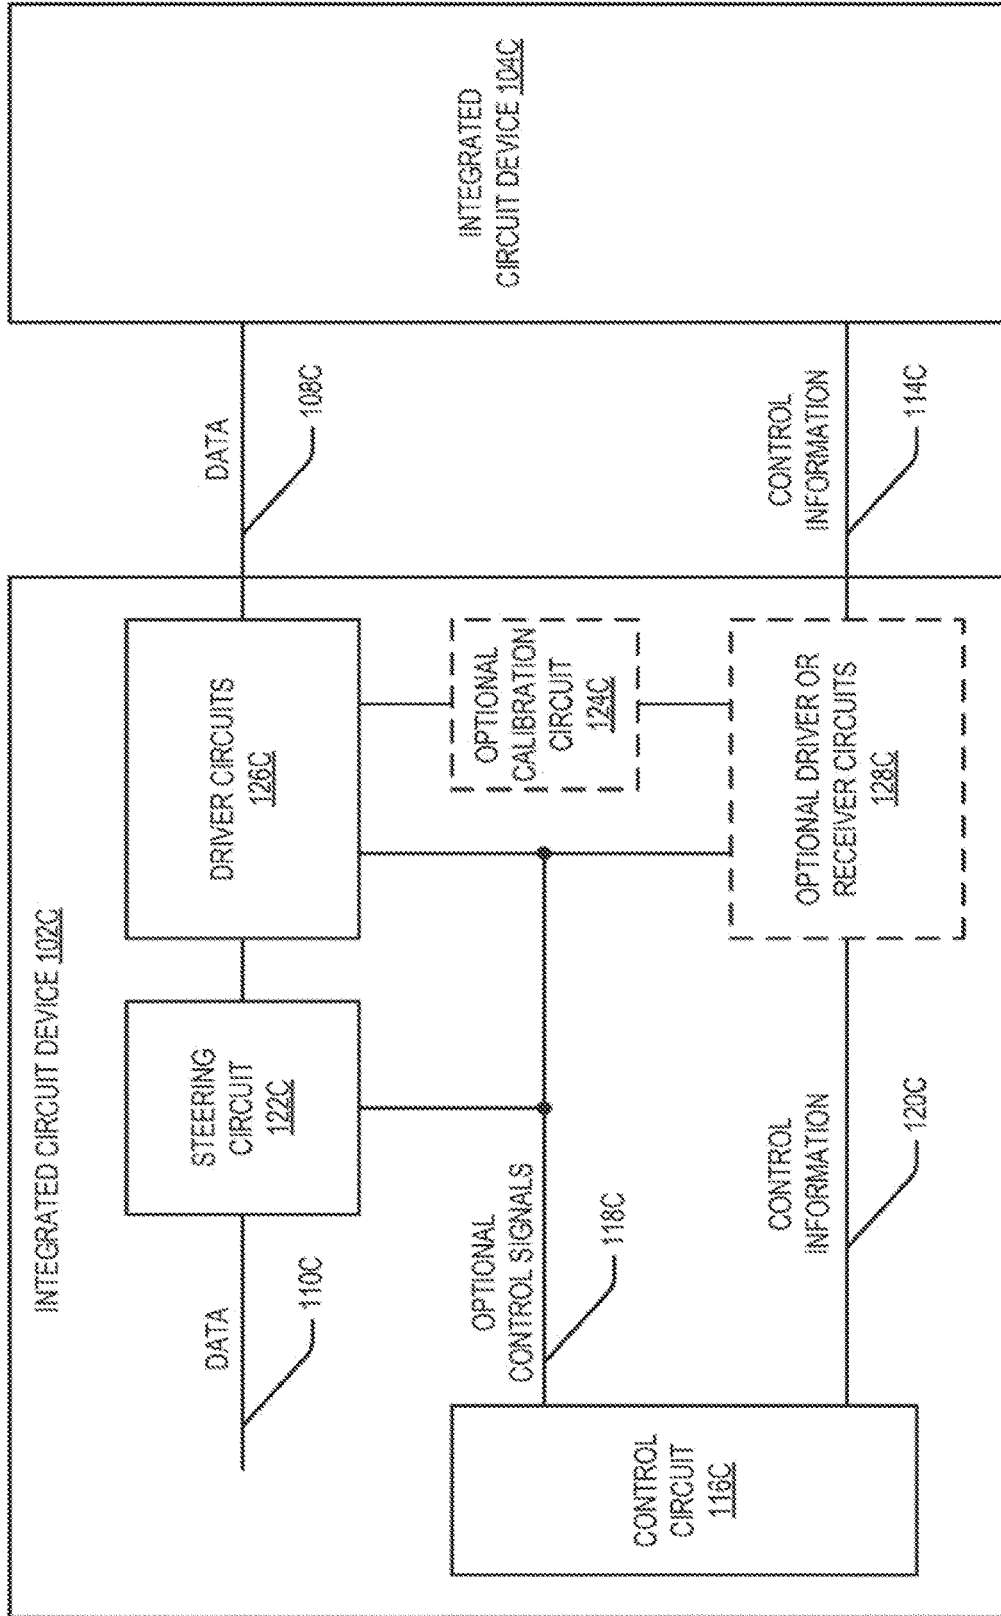 INTEGRATED CIRCUIT DEVICE 102C
DATA
110C
STEERING
CIRCUIT
122C
DRIVER CIRCUITS
126C
DATA
108C
INTEGRATED
CIRCUIT DEVICE 104C
OPTIONAL
CONTROL SIGNALS
118C
OPTIONAL
CALIBRATION
CIRCUIT
124C
CONTROL
CIRCUIT
116C
CONTROL
INFORMATION
120C
OPTIONAL DRIVER OR
RECEIVER CIRCUITS
128C
CONTROL
INFORMATION
114C